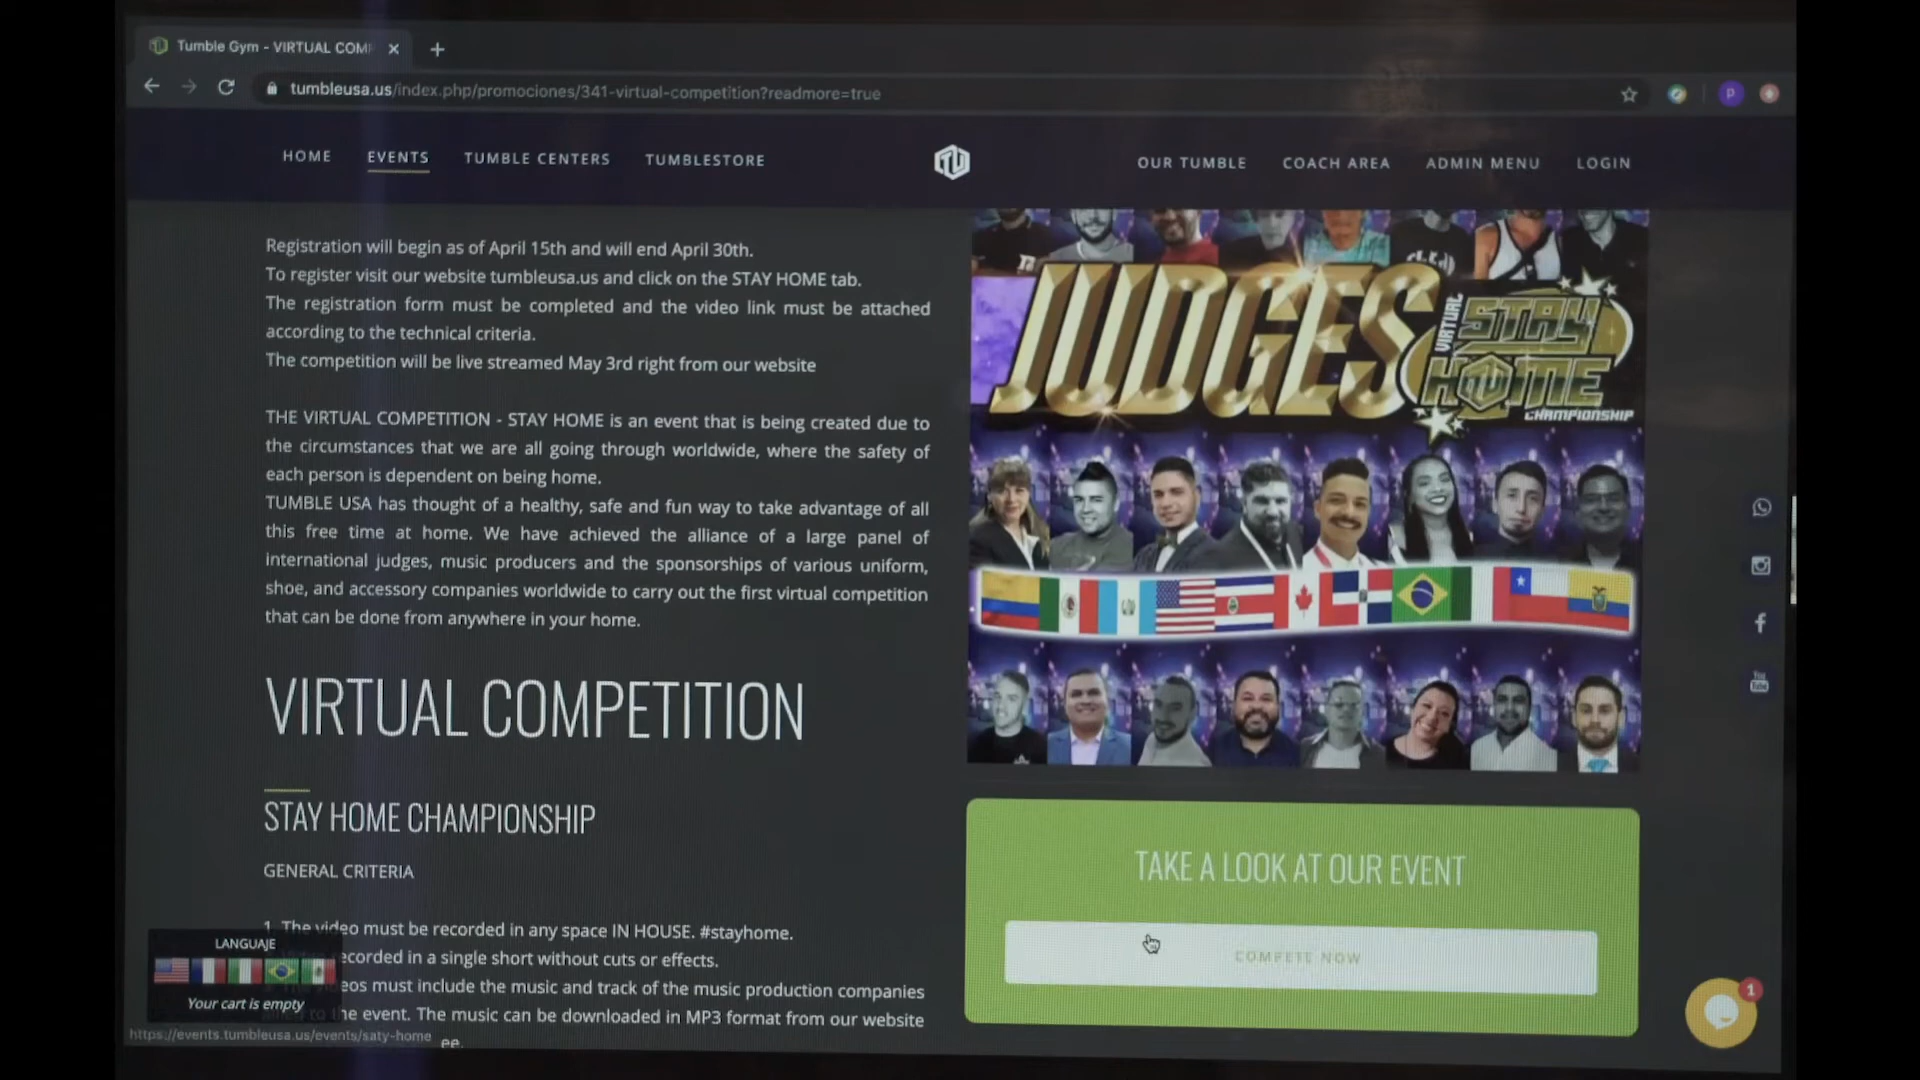 Tumble Gym - VIRTUAL COM
tumbleusa.us/index.php/promociones/341-virtual-competition?readmore=true
HOME
EVENTS
TUMBLE CENTERS
TUMBLESTORE
OUR TUMBLE
COACH AREA
ADMIN MENU
LOGIN
Registration will begin as of April 15th and will end April 30th.
To register visit our website tumbleusa.us and click on the STAY HOME tab.
The registration form must be completed and the video link must be attached
according to the technical criteria.
The competition will be live streamed May 3rd right from our website
THE VIRTUAL COMPETITION - STAY HOME is an event that is being created due to
the circumstances that we are all going through worldwide, where the safety of
each person is dependent on being home.
TUMBLE USA has thought of a healthy, safe and fun way to take advantage of all
this free time at home. We have achieved the alliance of a large panel of
international judges, music producers and the sponsorships of various uniform,
shoe, and accessory companies worldwide to carry out the first virtual competition
that can be done from anywhere in your home.
VIRTUAL COMPETITION
STAY HOME CHAMPIONSHIP
GENERAL CRITERIA
1. The video must be recorded in any space IN HOUSE. #stayhome.
ecorded in a single short without cuts or effects.
eos must include the music and track of the music production companies
the event. The music can be downloaded in MP3 format from our website
ee.
LANGUAJE
Your cart is empty
https://events.tumbleusa.us/events/saty-home
JUDGES
VIRTUAL
STAY
HOME
CHAMPIONSHIP
TAKE A LOOK AT OUR EVENT
COMPETE NOW
You
Tube
1
P